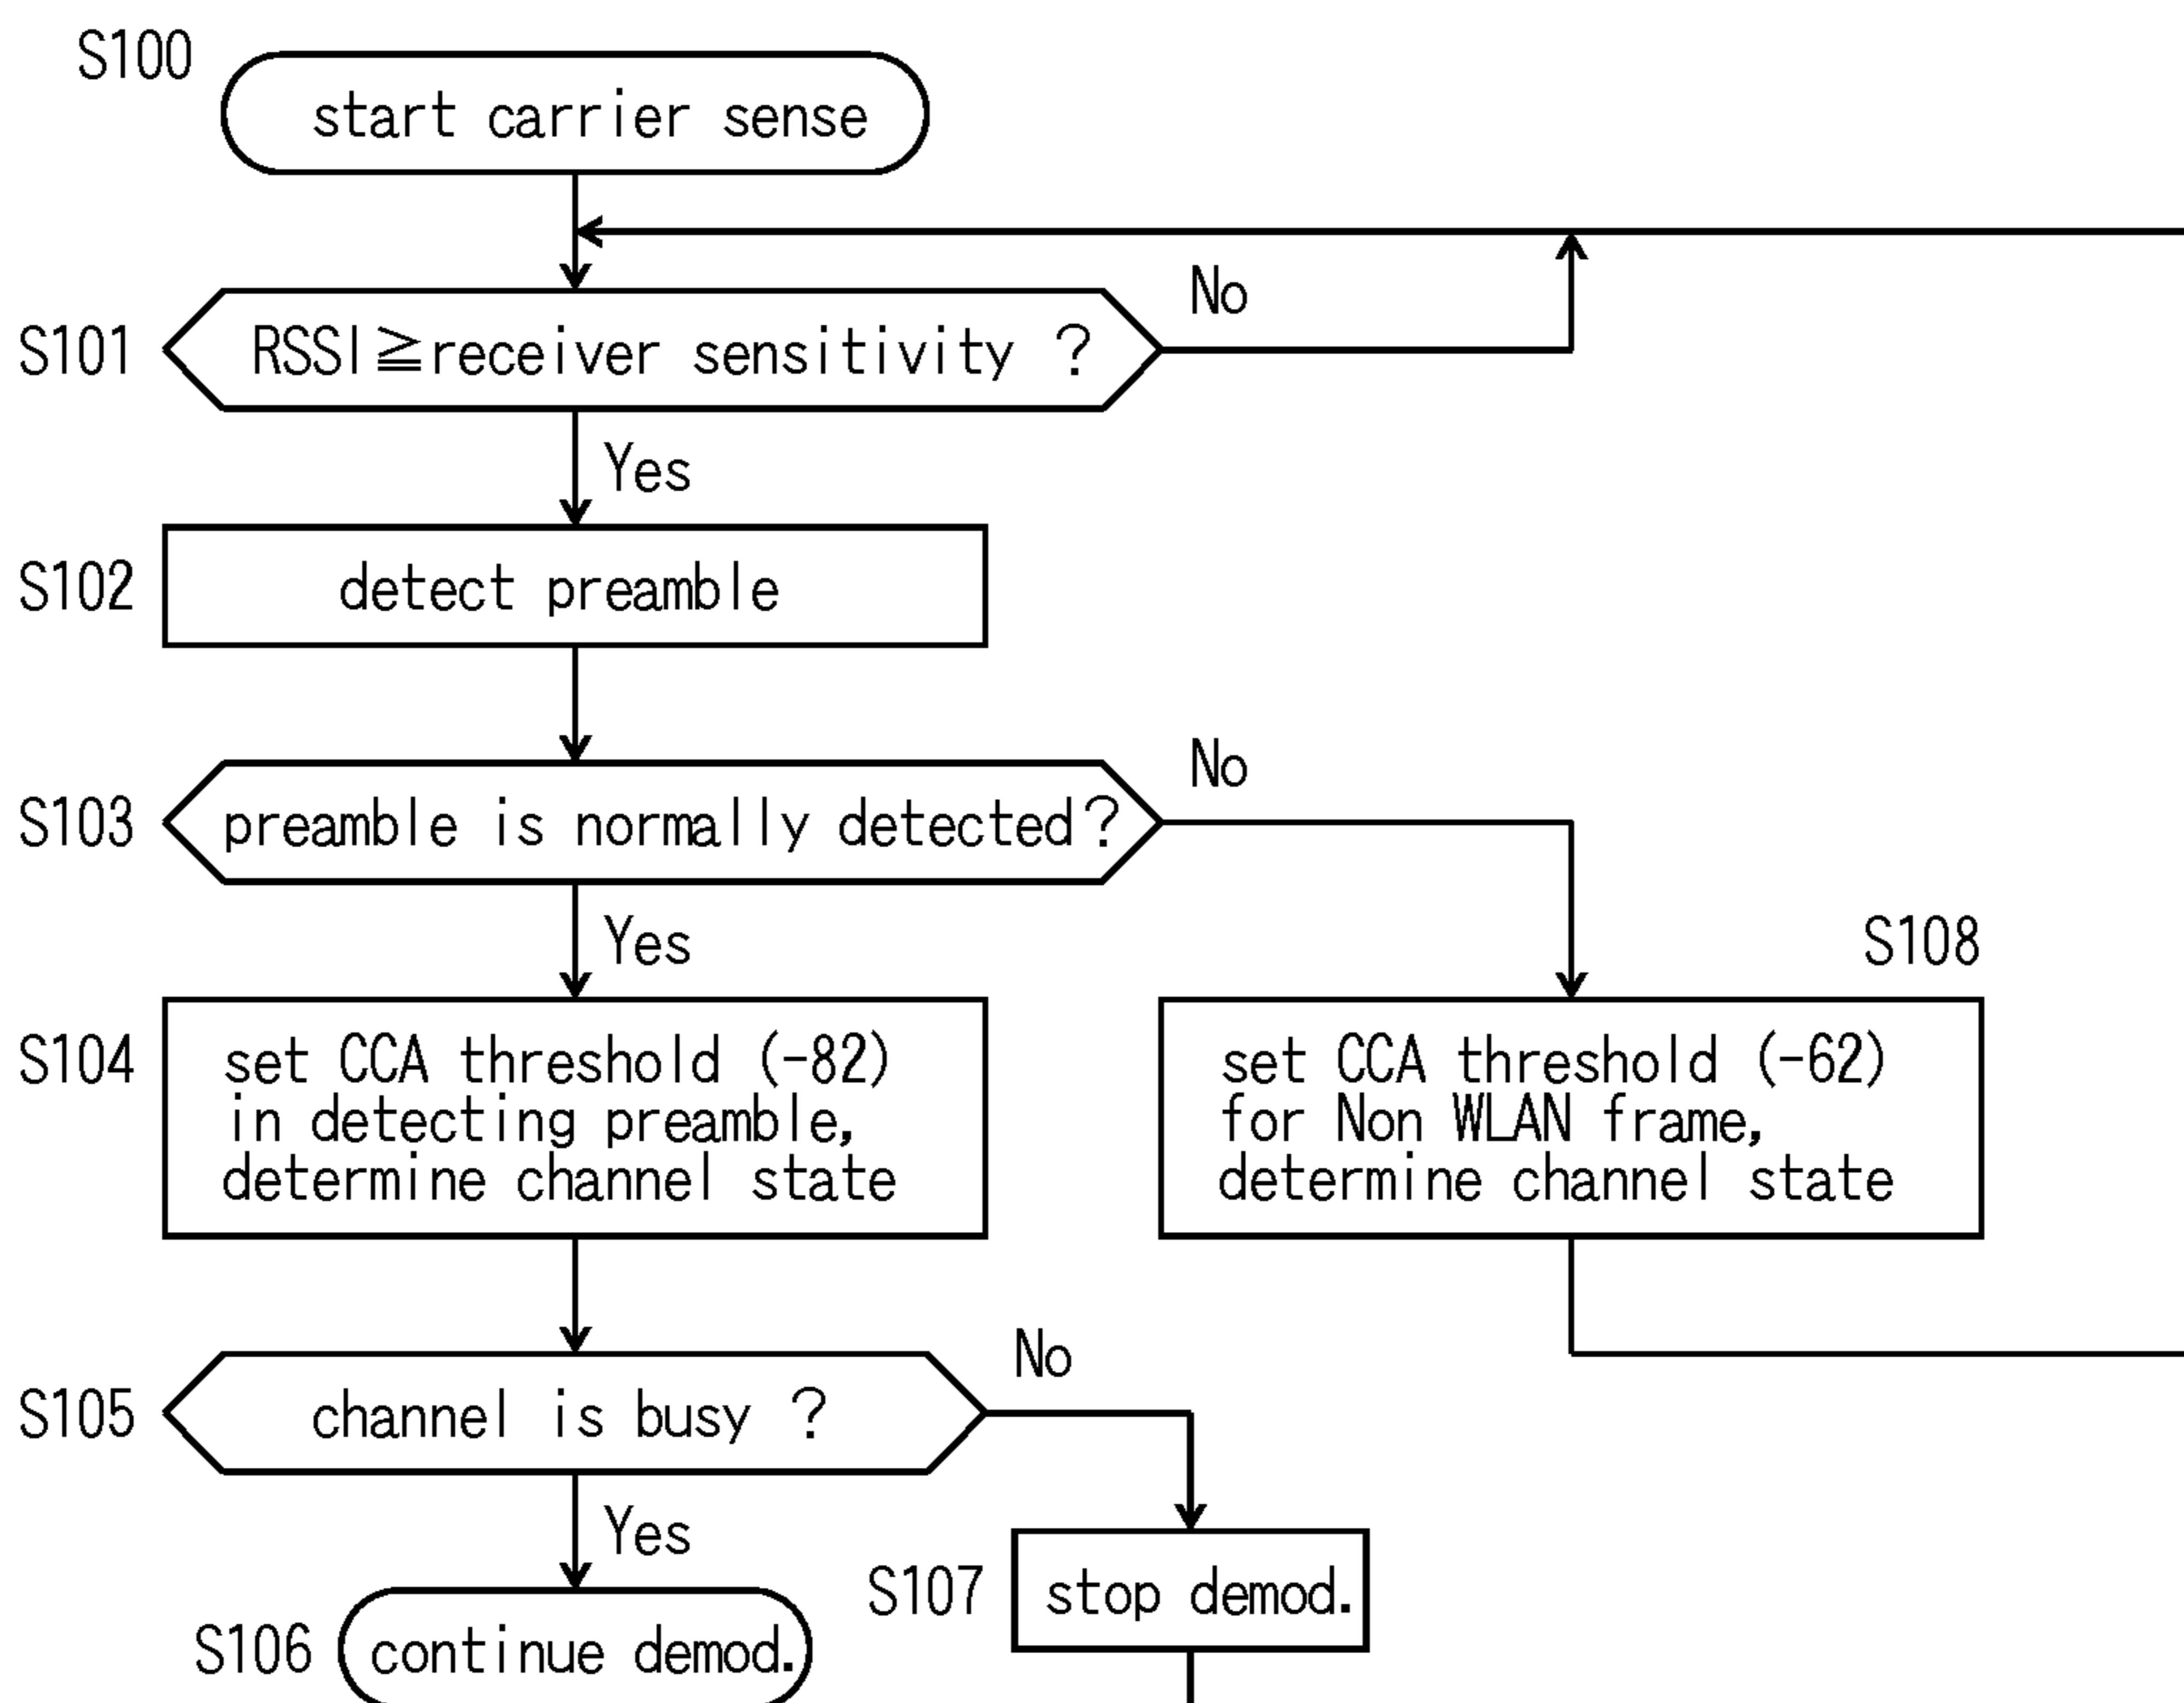 S100
start carrier sense
S101
RSSI≧receiver sensitivity ?
No
Yes
S102
detect preamble
S103
preamble is normally detected?
No
Yes
S104
set CCA threshold (-82)
in detecting preamble,
determine channel state
S108
set CCA threshold (-62)
for Non WLAN frame,
determine channel state
S105
channel is busy ?
No
Yes
S107
stop demod.
S106
continue demod.